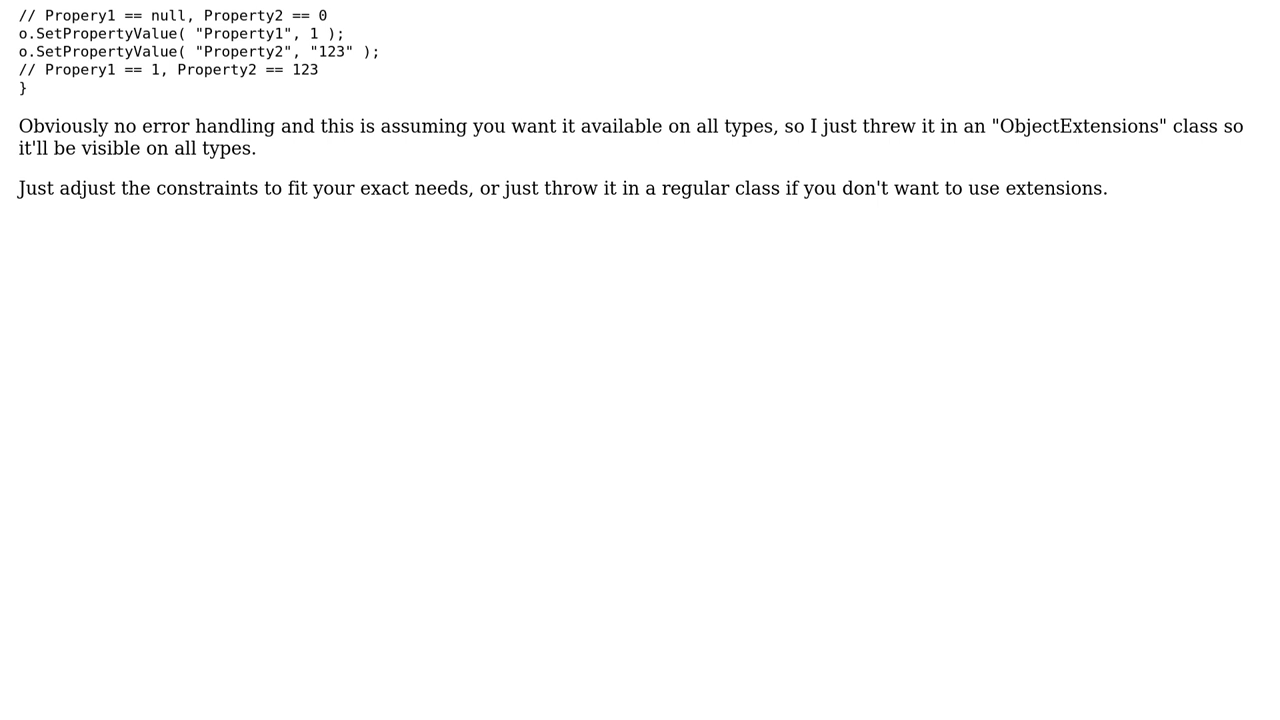 // Propery1 == null, Property2 == 0
o.SetPropertyValue( "Property1", 1 );
o.SetPropertyValue( "Property2", "123" );
// Propery1 == 1, Property2 == 123
}
Obviously no error handling and this is assuming you want it available on all types, so I just threw it in an "ObjectExtensions" class so
it'll be visible on all types.
Just adjust the constraints to fit your exact needs, or just throw it in a regular class if you don't want to use extensions.